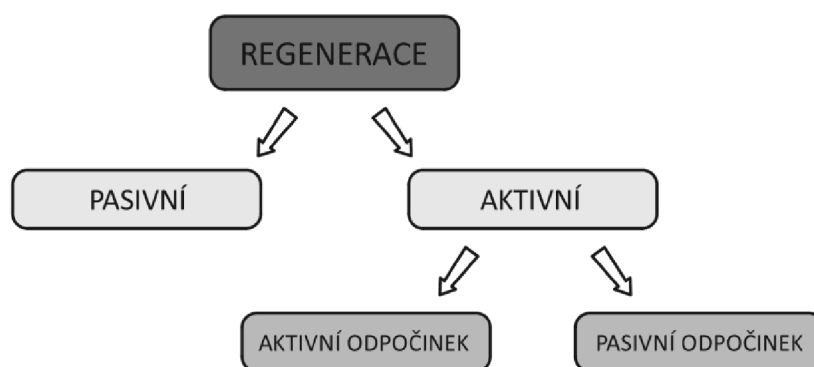 REGENERACE
PASIVNÍ
AKTIVNÍ
AKTIVNÍ ODPOČINEK
PASIVNÍ ODPOČINEK